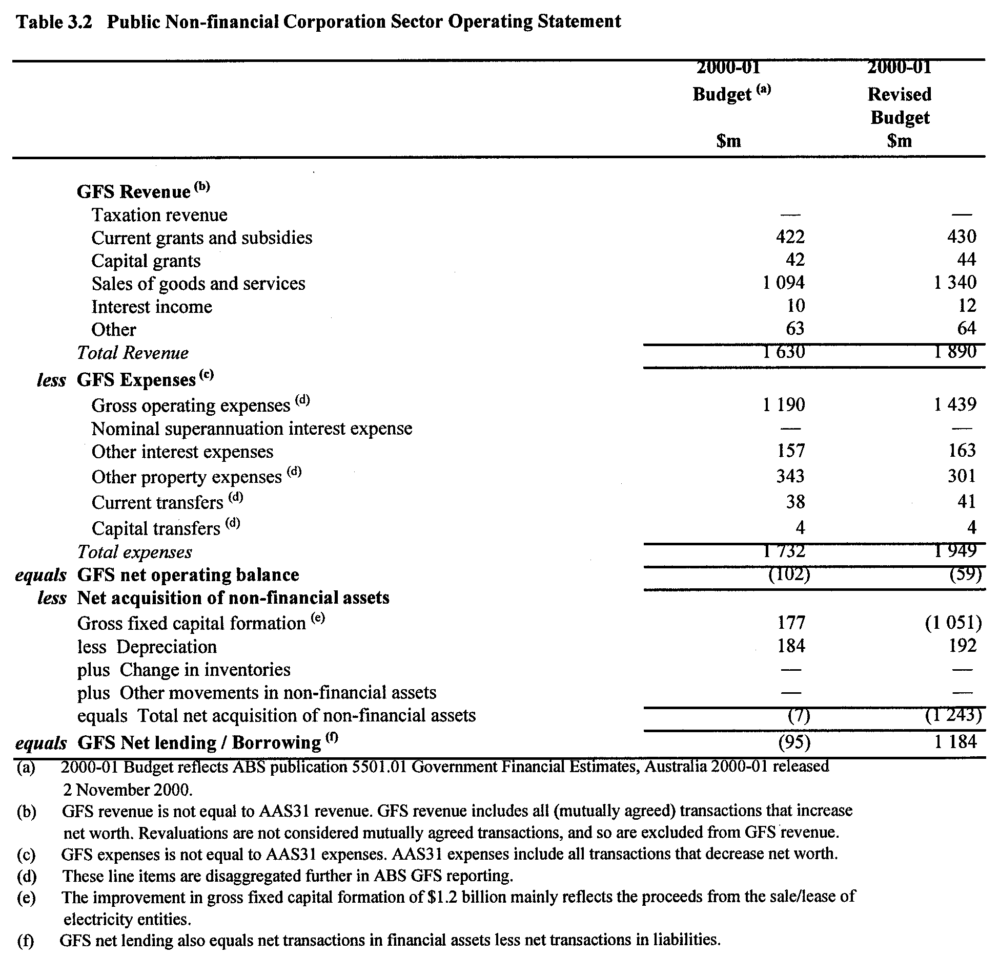 Table 3.2 Public Non-financial Corporation Sector Operating Statement
2000-01 2000-01
Budget (a) Revised
Budget
$m $m
GFS Revenue (b)
Taxation revenue — —
Current grants and subsidies 422 430
Capital grants 42 44
Sales of goods and services 1 094 1 340
Interest income 10 12
Other 63 64
Total Revenue 1 630 1 890
less GFS Expenses (c)
Gross operating expenses (d) 1 190 1 439
Nominal superannuation interest expense — —
Other interest expenses 157 163
Other property expenses (d) 343 301
Current transfers (d) 38 41
Capital transfers (d) 4 4
Total expenses 1 732 1 949
equals GFS net operating balance (102) (59)
less Net acquisition of non-financial assets
Gross fixed capital formation (e) 177 (1 051)
less Depreciation 184 192
plus Change in inventories — —
plus Other movements in non-financial assets — —
equals Total net acquisition of non-financial assets (7) (1 243)
equals GFS Net lending / Borrowing (f) (95) 1 184
(a) 2000-01 Budget reflects ABS publication 5501.01 Government Financial Estimates, Australia 2000-01 released
2 November 2000.
(b) GFS revenue is not equal to AAS31 revenue. GFS revenue includes all (mutually agreed) transactions that increase
net worth. Revaluations are not considered mutually agreed transactions, and so are excluded from GFS revenue.
(c) GFS expenses is not equal to AAS31 expenses. AAS31 expenses include all transactions that decrease net worth.
(d) These line items are disaggregated further in ABS GFS reporting.
(e) The improvement in gross fixed capital formation of $1.2 billion mainly reflects the proceeds from the sale/lease of
electricity entities.
(f) GFS net lending also equals net transactions in financial assets less net transactions in liabilities.